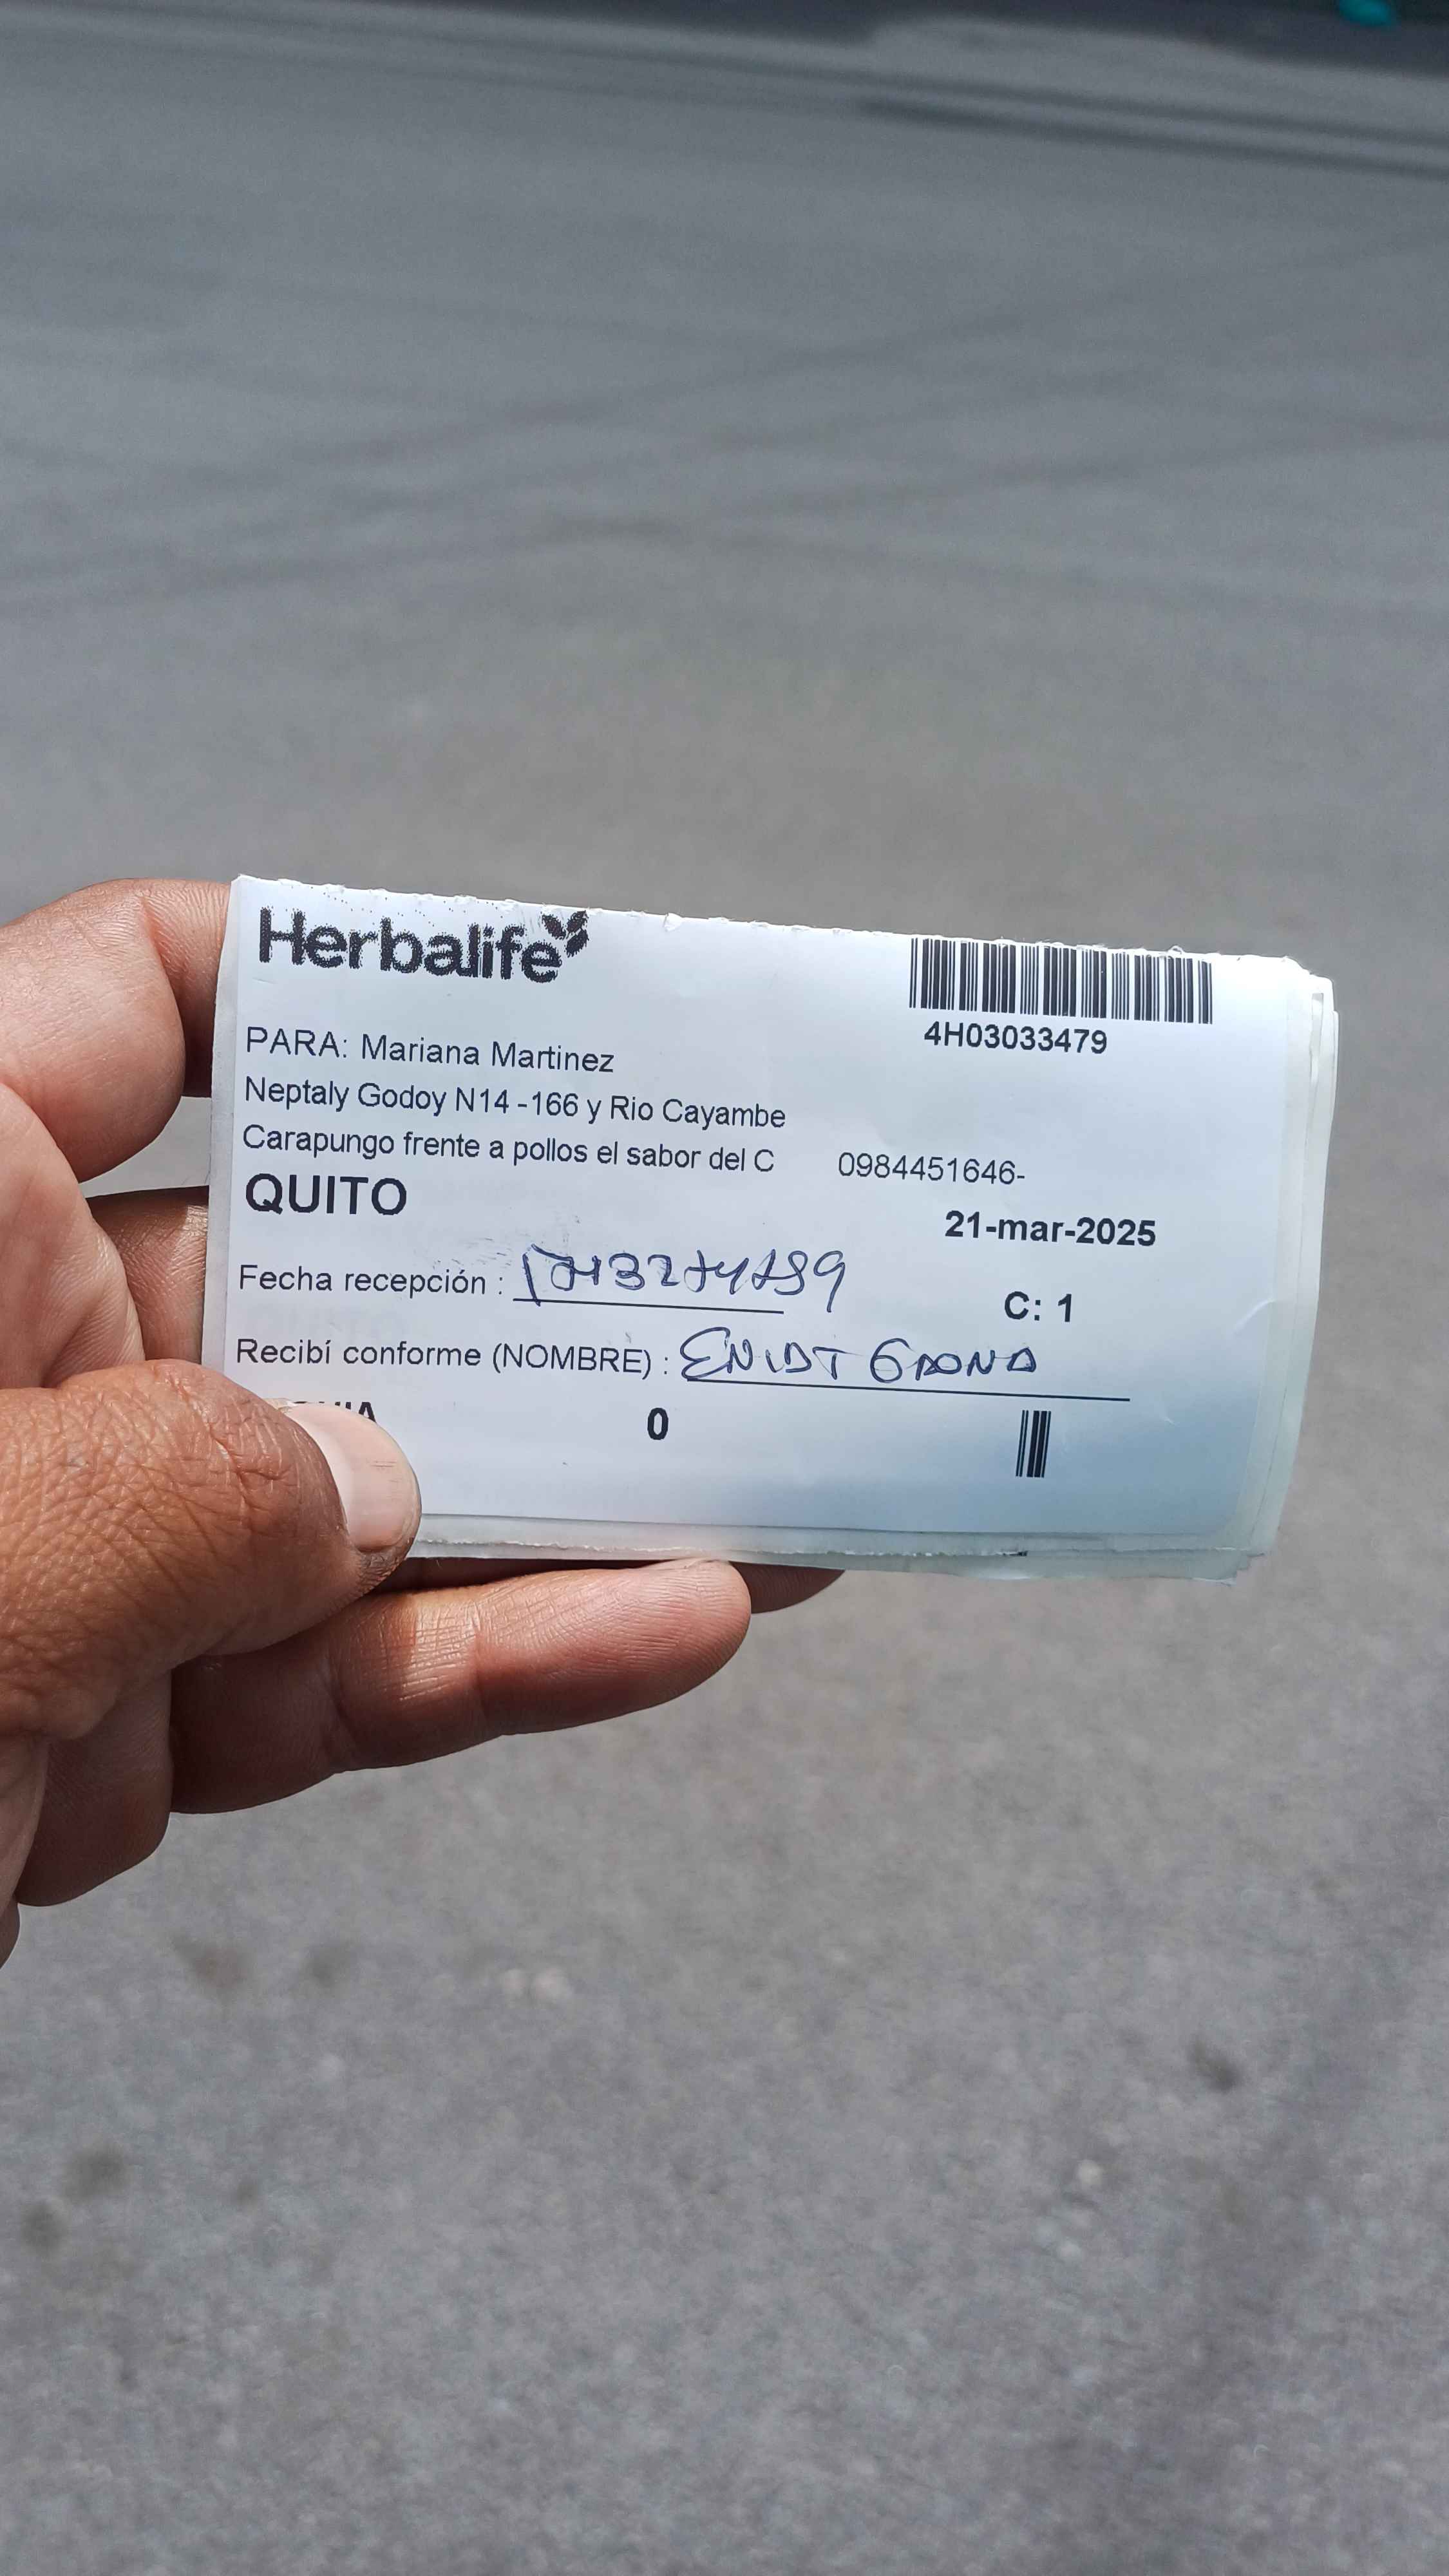 Herbalife
4H03033479
PARA: Mariana Martinez
Neptaly Godoy N14 -166 y Rio Cayambe
Carapungo frente a pollos el sabor del C 0984451646-
QUITO
21-mar-2025
Fecha recepción :
C: 1
Recibí conforme (NOMBRE) :
0